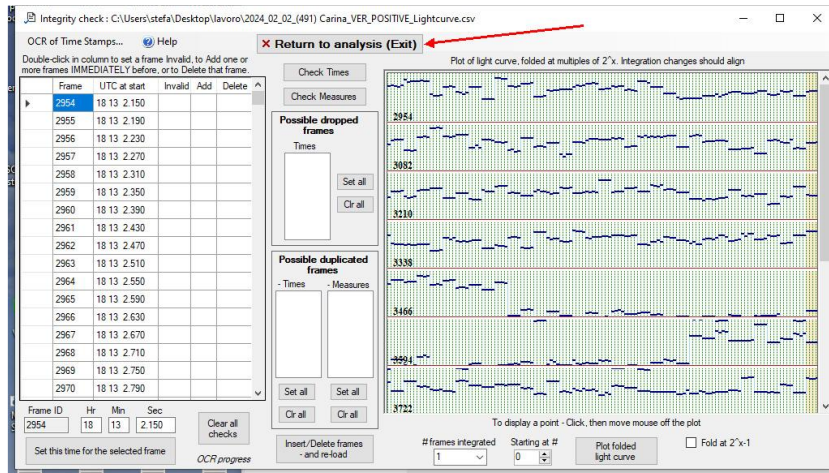 Integrity check : C:\Users\stefa\Desktop\lavoro\2024_02_02_(491) Carina_VER_POSITIVE_Lightcurve.csv
OCR of Time Stamps... Help
× Return to analysis (Exit)
Double-click in column to set a frame Invalid, to Add one or
more frames IMMEDIATELY before, or to Delete that frame.
Frame UTC at start Invalid Add Delete
2954 18 13 2.150
2955 18 13 2.190
2956 18 13 2.230
2957 18 13 2.270
2958 18 13 2.310
2959 18 13 2.350
2960 18 13 2.390
2961 18 13 2.430
2962 18 13 2.470
2963 18 13 2.510
2964 18 13 2.550
2965 18 13 2.590
2966 18 13 2.630
2967 18 13 2.670
2968 18 13 2.710
2969 18 13 2.750
2970 18 13 2.790
Frame ID Hr Min Sec
2954 18 13 2.150
Set this time for the selected frame
Clear all
checks
OCR progress
Check Times
Check Measures
Possible dropped
frames
Times
Set all
Clr all
Possible duplicated
frames
- Times - Measures
Set all Set all
Clr all Clr all
Insert/Delete frames
- and re-load
Plot of light curve, folded at multiples of 2^x. Integration changes should align
2954
3082
3210
3338
3466
3594
3722
To display a point - Click, then move mouse off the plot
#frames integrated
1
Starting at #
0
Plot folded
light curve
Fold at 2^x-1